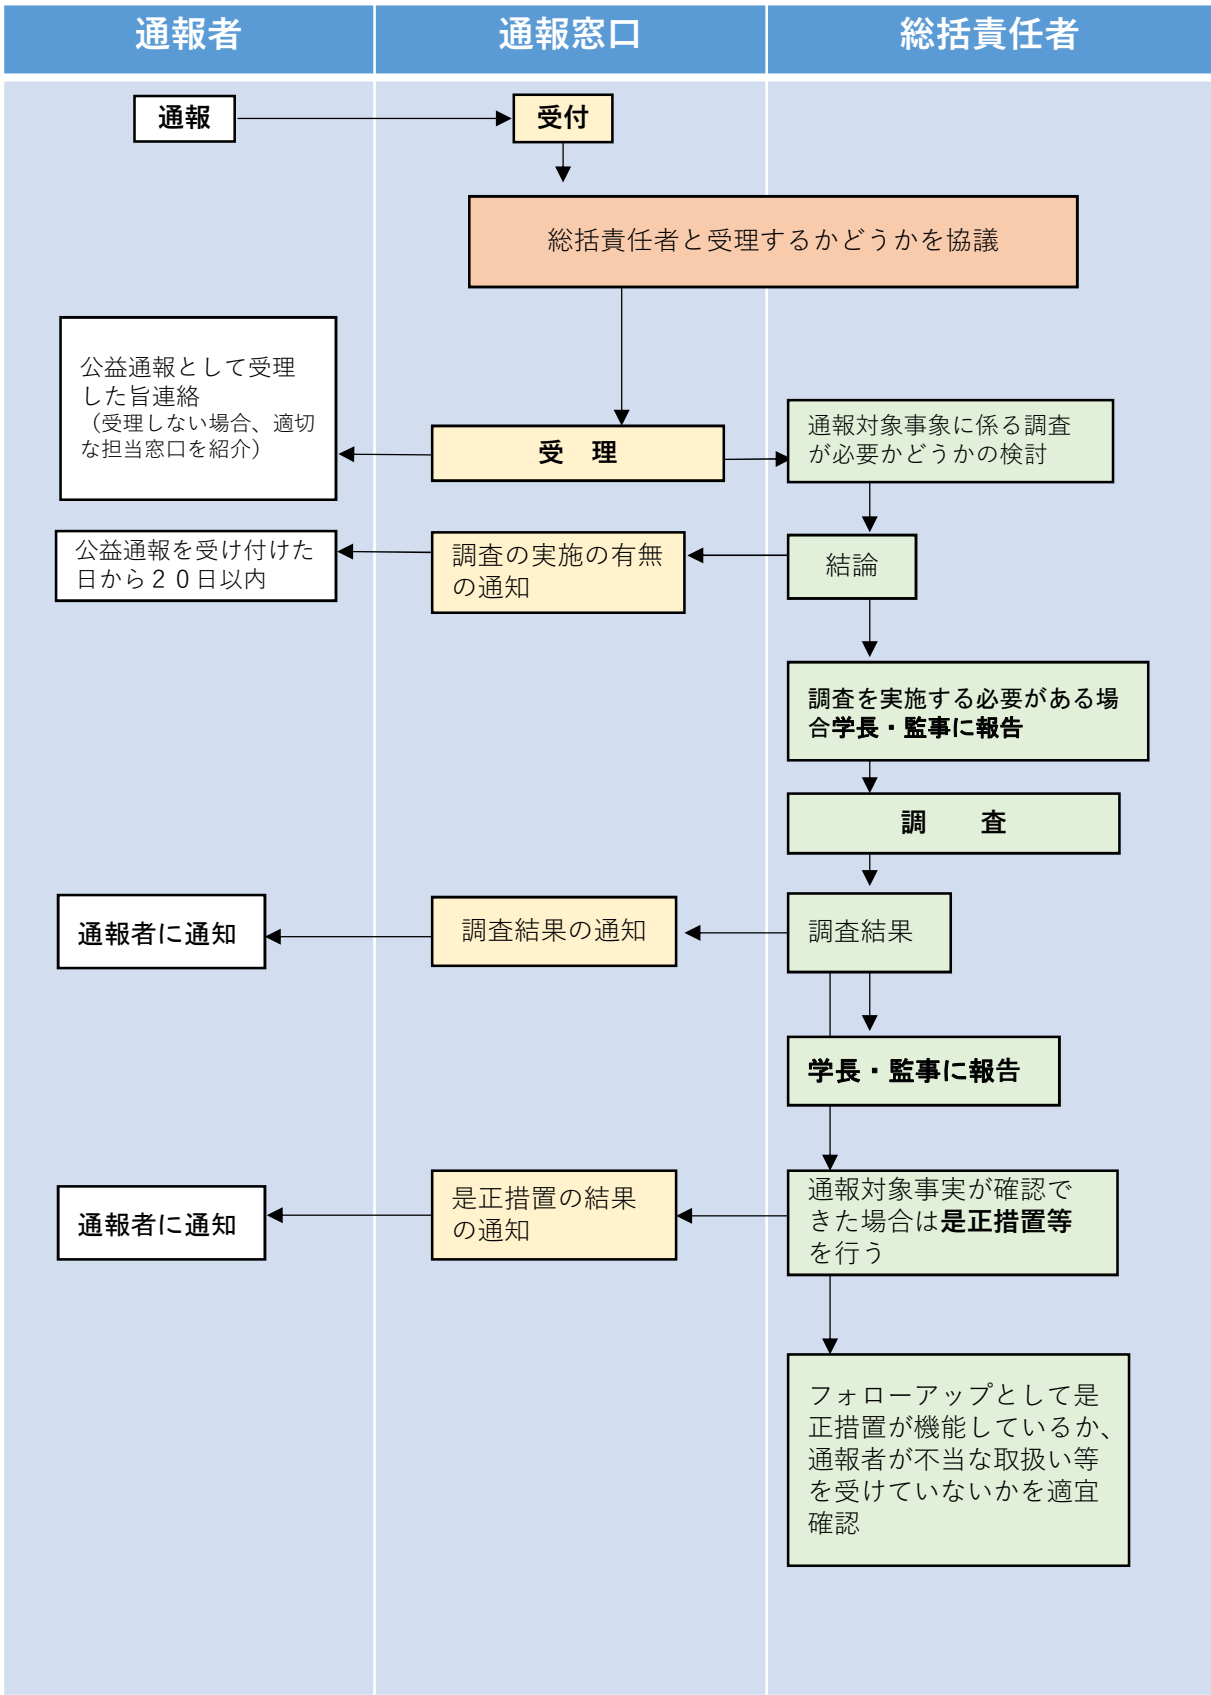 通報者
通報窓口
総括責任者
通報
受付
総括責任者と受理するかどうかを協議
公益通報として受理
した旨連絡
（受理しない場合、適切
な担当窓口を紹介）
受　理
通報対象事象に係る調査
が必要かどうかの検討
公益通報を受け付けた
日から２０日以内
調査の実施の有無
の通知
結論
調査を実施する必要がある場
合学長・監事に報告
調　　査
通報者に通知
調査結果の通知
調査結果
学長・監事に報告
通報者に通知
是正措置の結果
の通知
通報対象事実が確認で
きた場合は是正措置等
を行う
フォローアップとして是
正措置が機能しているか、
通報者が不当な取扱い等
を受けていないかを適宜
確認